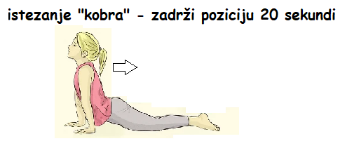 istezanje "kobra" - zadrži poziciju 20 sekundi